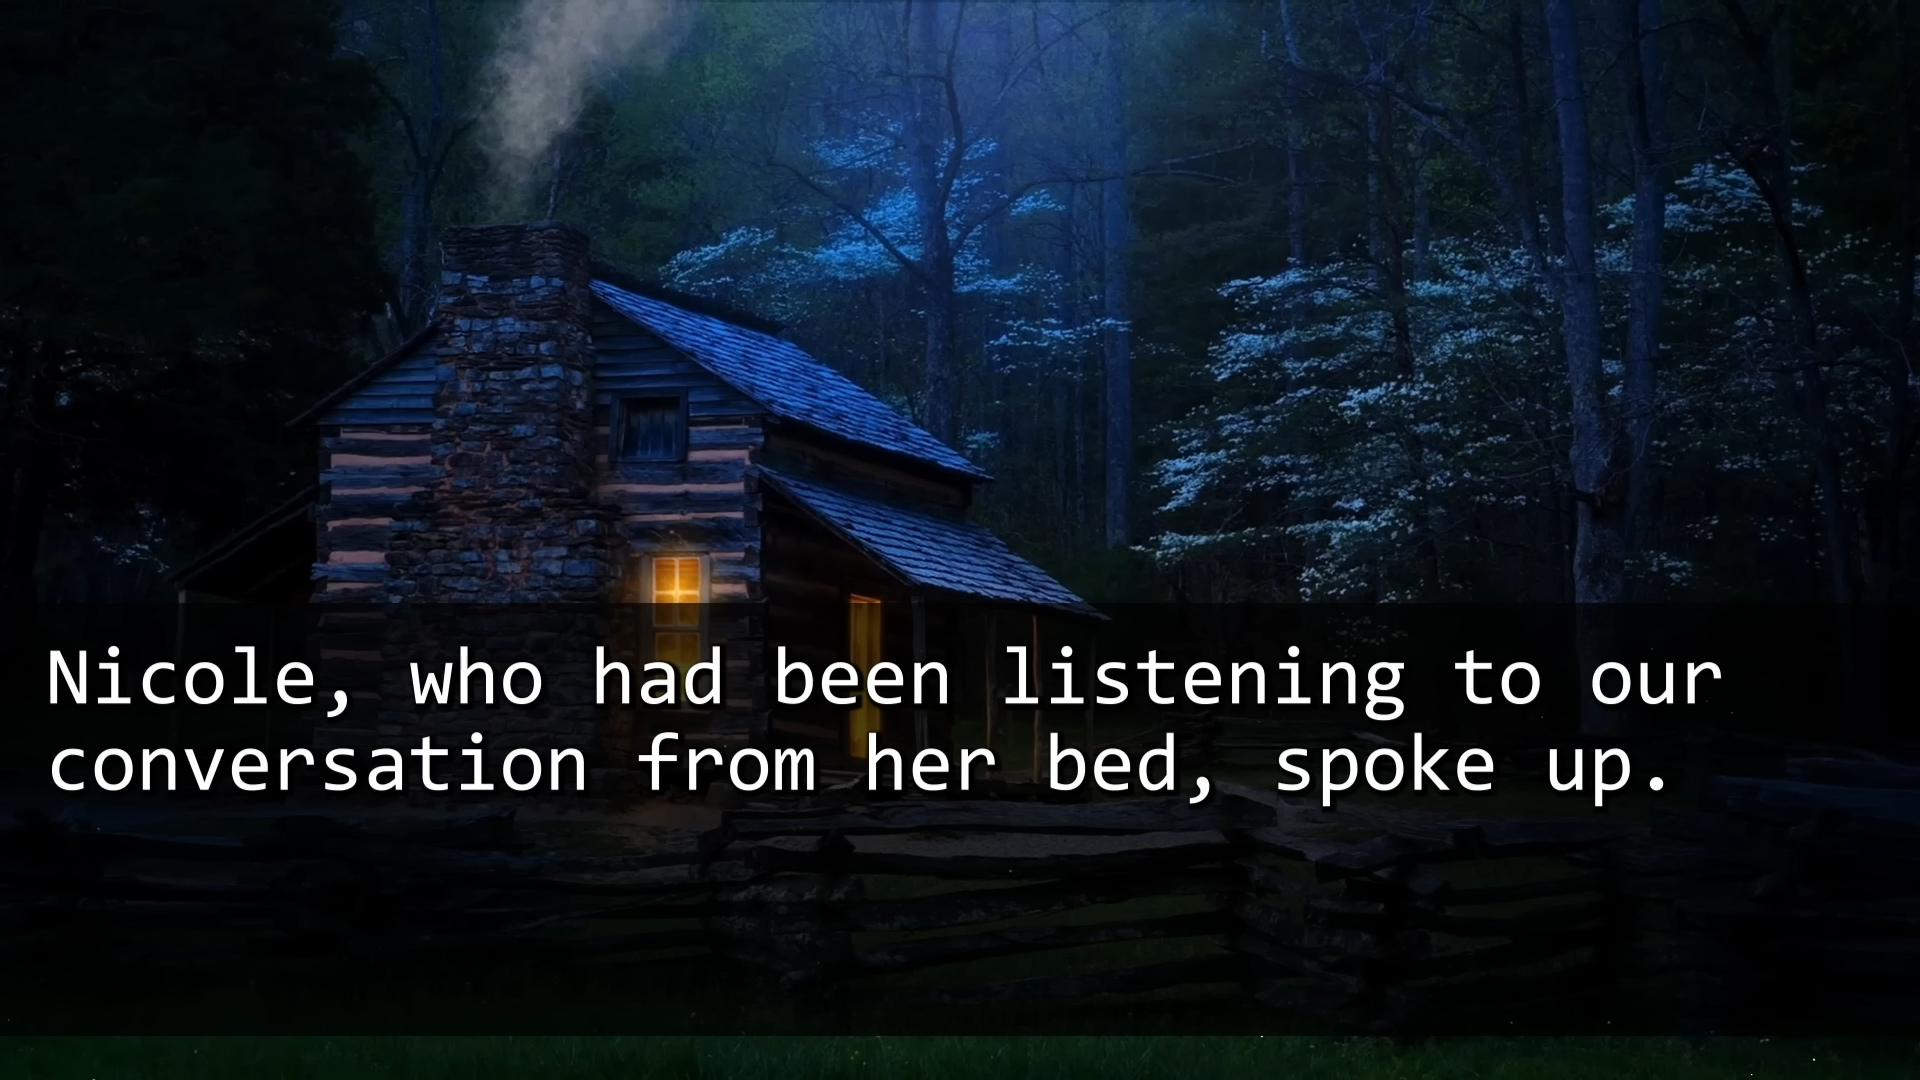 Nicole, who had been listening to our
conversation from her bed, spoke up.